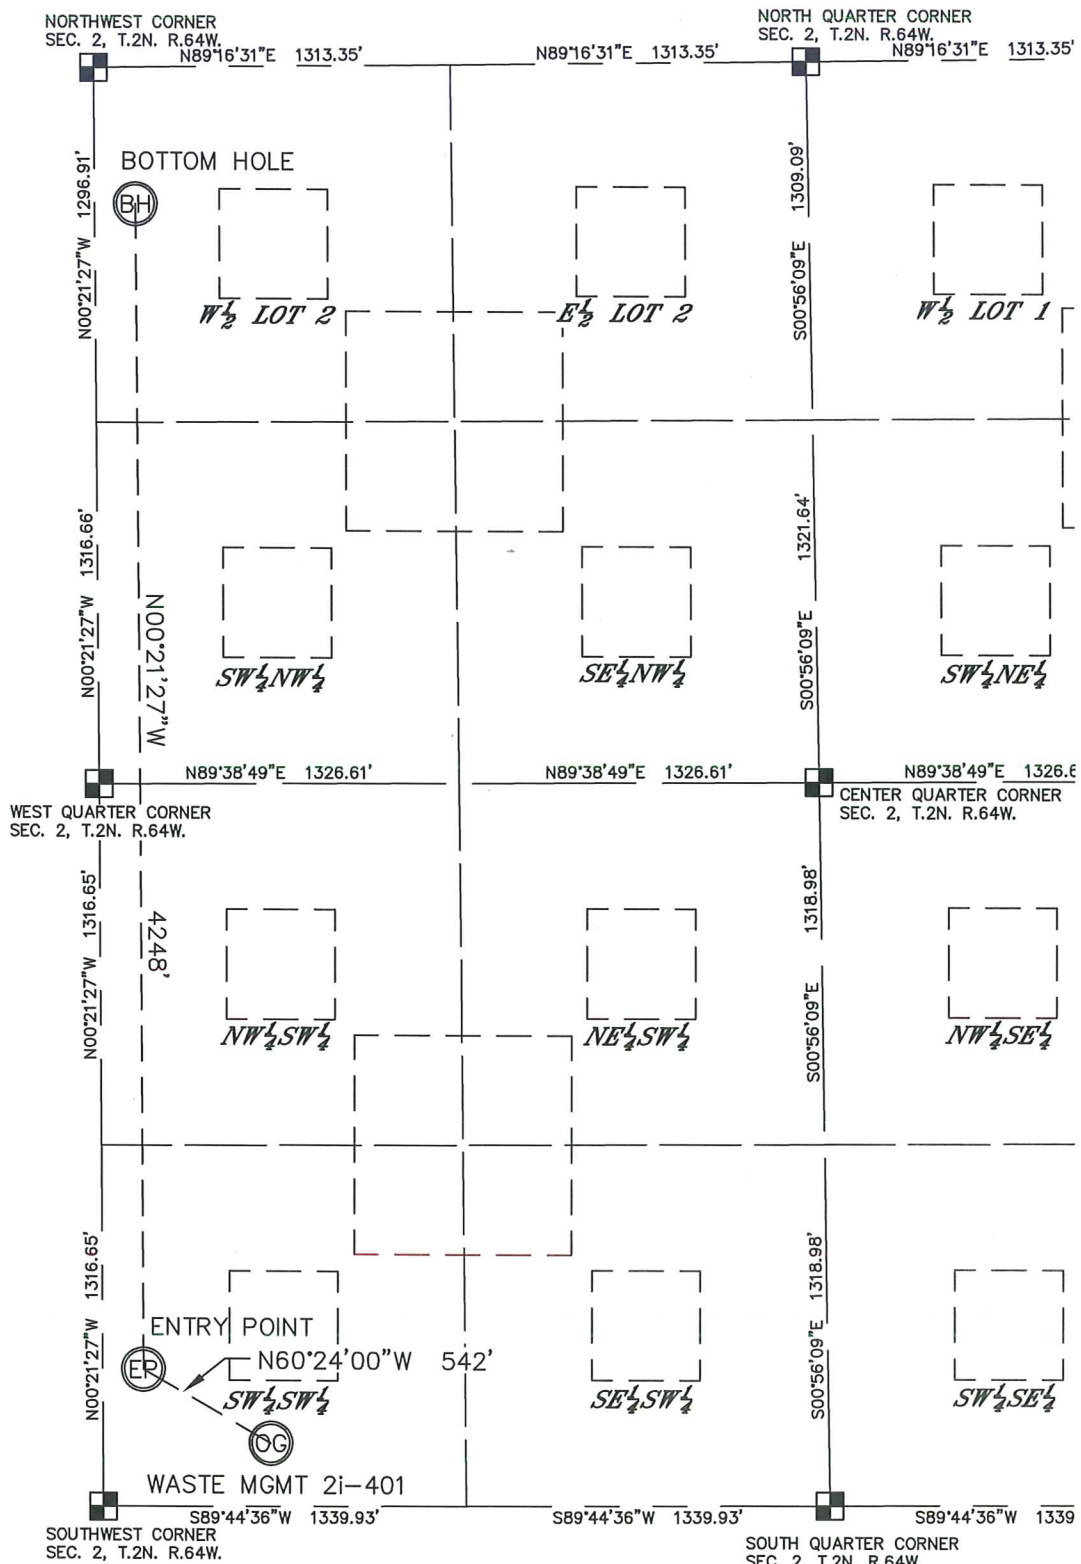 NORTHWEST CORNER
SEC. 2, T.2N. R.64W.
NORTH QUARTER CORNER
SEC. 2, T.2N. R.64W.
N89°16'31"E 1313.35'
N89°16'31"E 1313.35'
N89°16'31"E 1313.35'
BOTTOM HOLE
BH
N00°21'27"W 1296.91'
S00°56'09"E 1309.09'
W½ LOT 2
E½ LOT 2
W½ LOT 1
N00°21'27"W 1316.66'
N00°21'27"W
S00°56'09"E 1321.64'
SW¼NW¼
SE¼NW¼
SW¼NE¼
N89°38'49"E 1326.61'
N89°38'49"E 1326.61'
N89°38'49"E 1326.6
WEST QUARTER CORNER
SEC. 2, T.2N. R.64W.
CENTER QUARTER CORNER
SEC. 2, T.2N. R.64W.
N00°21'27"W 1316.65'
4248'
S00°56'09"E 1318.98'
NW¼SW¼
NE¼SW¼
NW¼SE¼
N00°21'27"W 1316.65'
S00°56'09"E 1318.98'
ENTRY POINT
EP
N60°24'00"W 542'
SW¼SW¼
SE¼SW¼
SW¼SE¼
OG
WASTE MGMT 2i-401
S89°44'36"W 1339.93'
S89°44'36"W 1339.93'
S89°44'36"W 1339
SOUTHWEST CORNER
SEC. 2, T.2N. R.64W.
SOUTH QUARTER CORNER
SEC. 2, T.2N. R.64W.